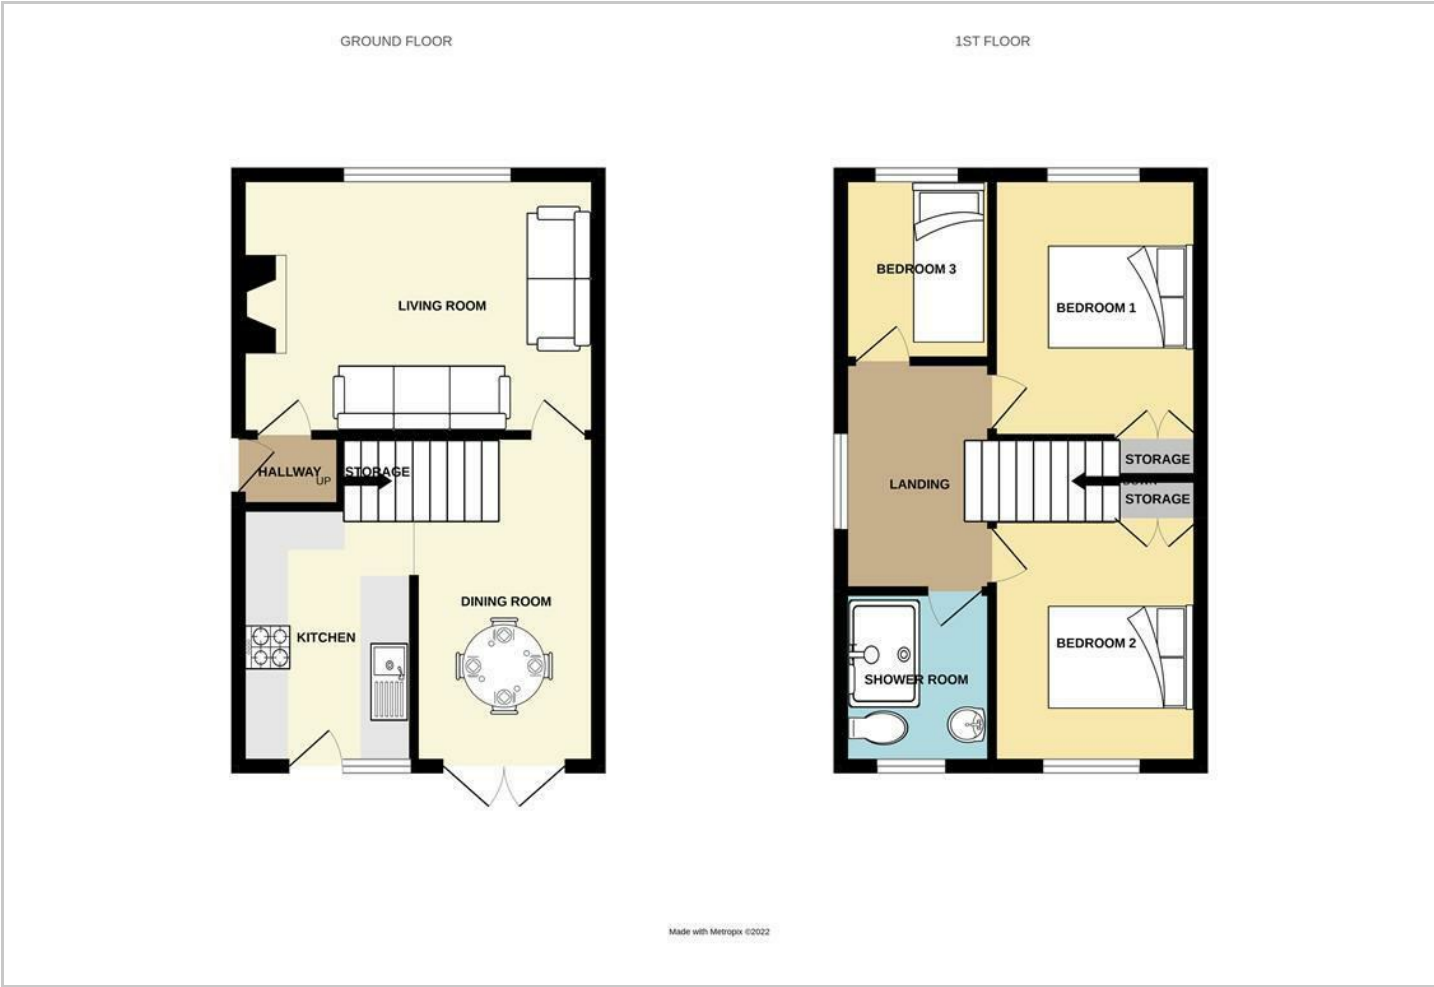 GROUND FLOOR
1ST FLOOR
LIVING ROOM
HALLWAY
UP
STORAGE
KITCHEN
DINING ROOM
BEDROOM 3
BEDROOM 1
LANDING
STORAGE
DOWN
STORAGE
BEDROOM 2
SHOWER ROOM
Made with Metropix ©2022